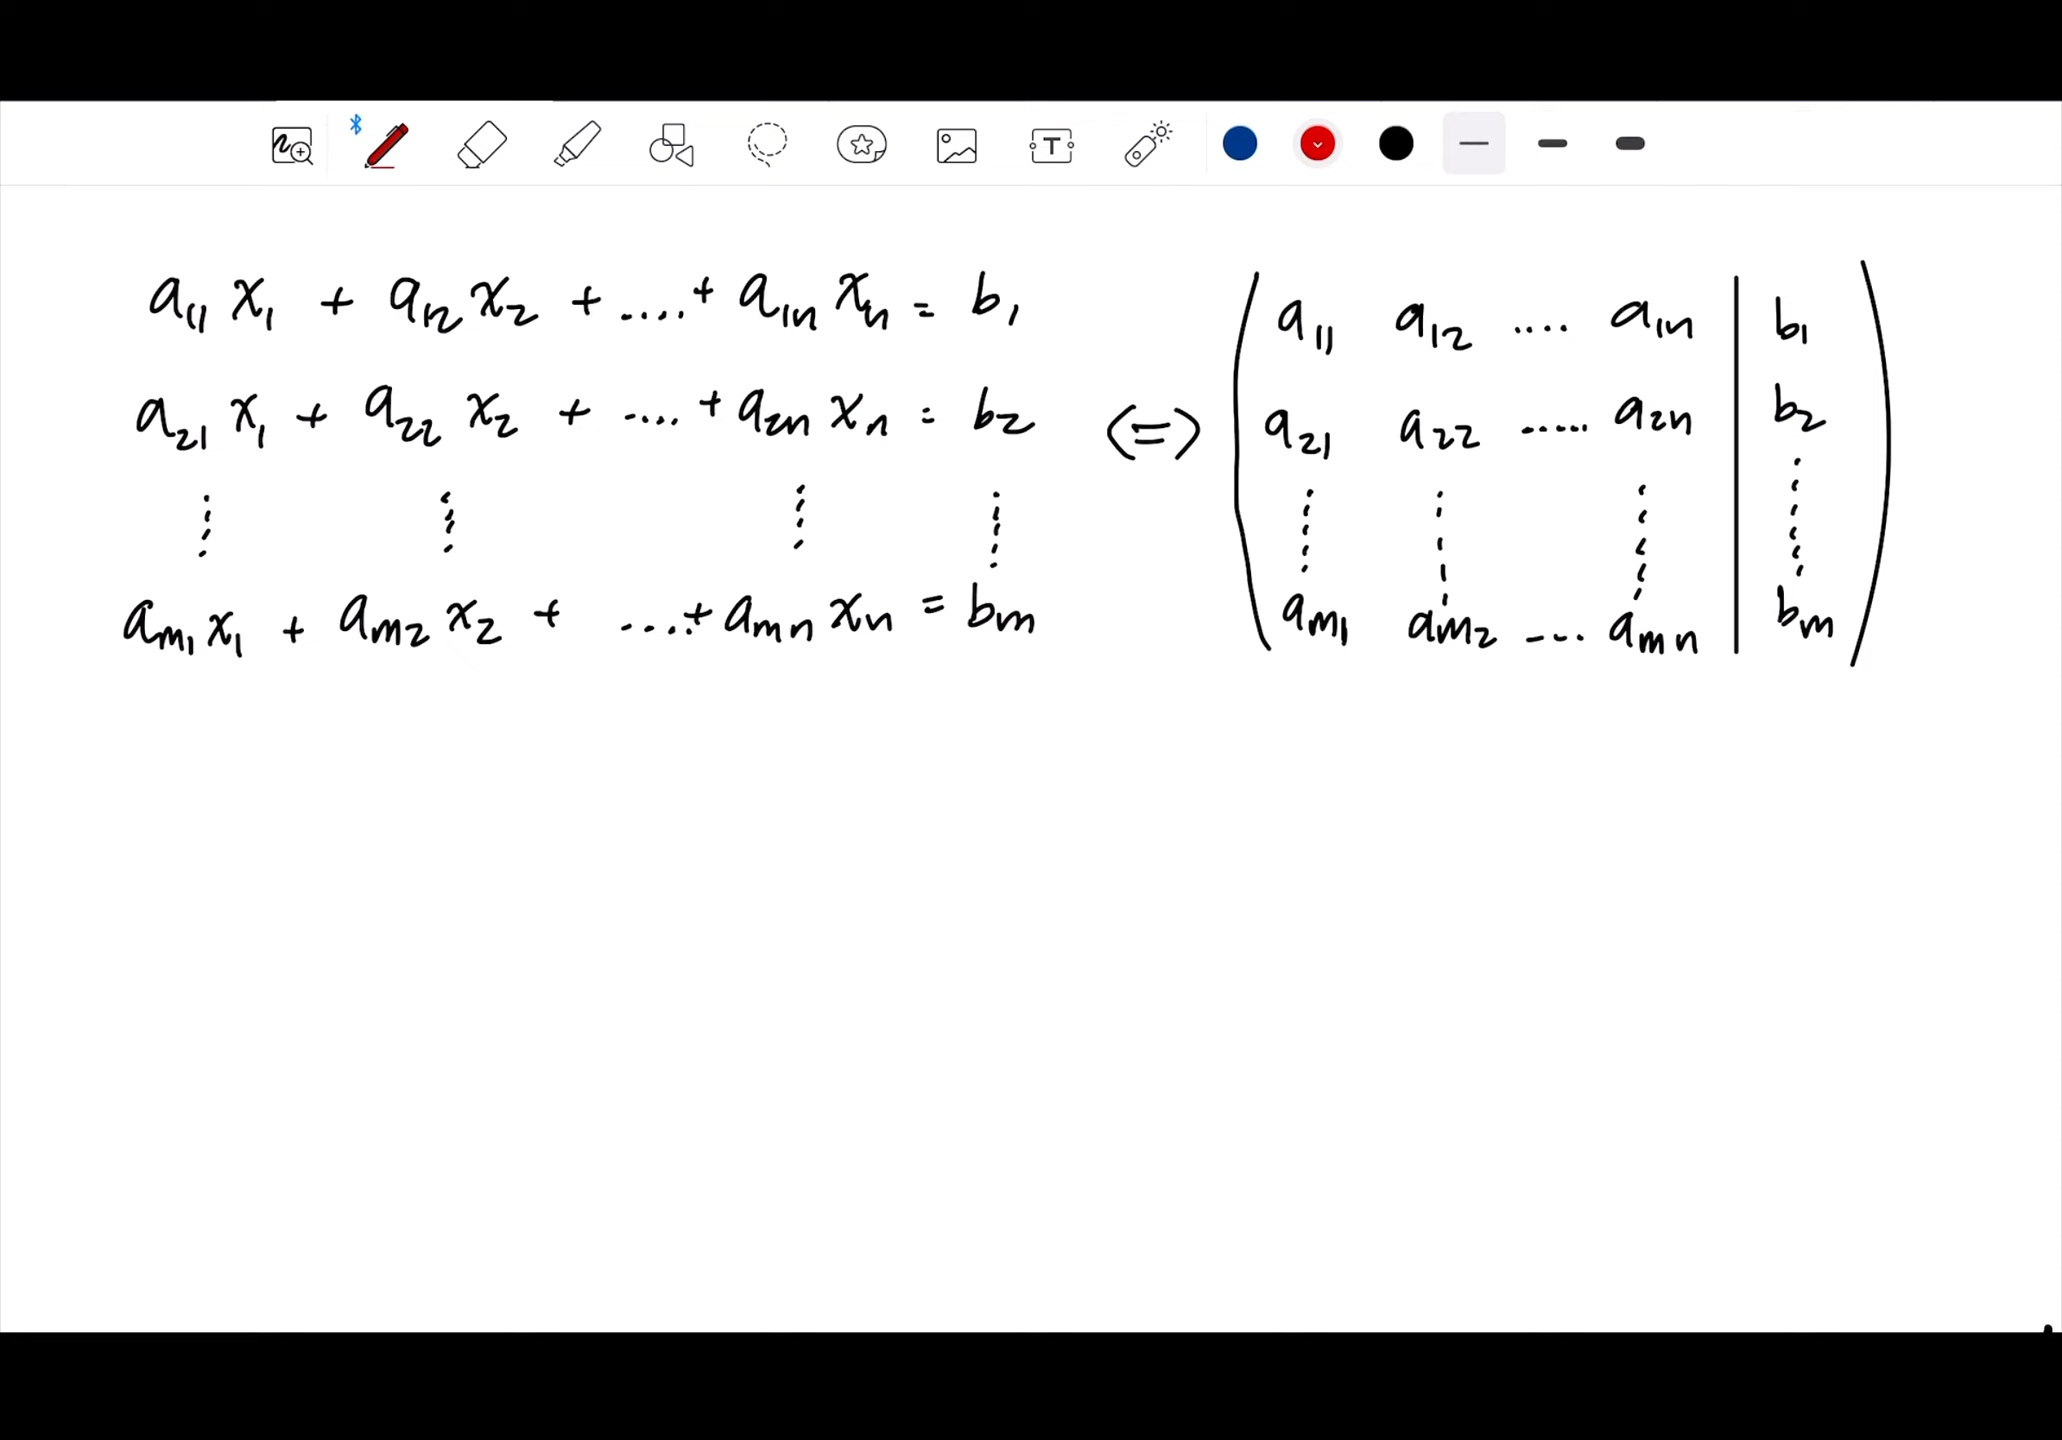 a₁₁ x₁ + a₁₂ x₂ + .... + a₁ₙ xₙ = b₁
a₂₁ x₁ + a₂₂ x₂ + .... + a₂ₙ xₙ = b₂
⋮ ⋮ ⋮ ⋮
aₘ₁ x₁ + aₘ₂ x₂ + ....+ aₘₙ xₙ = bₘ
<=>
( a₁₁ a₁₂ .... a₁ₙ | b₁ )
( a₂₁ a₂₂ ..... a₂ₙ | b₂ )
( ⋮ ⋮ ⋮ | ⋮ )
( aₘ₁ aₘ₂ .... aₘₙ | bₘ )